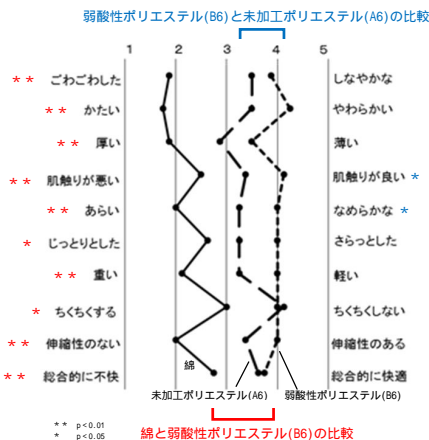 弱酸性ポリエステル(B6)と未加工ポリエステル(A6)の比較
1 2 3 4 5
** ごわごわした しなやかな
** かたい やわらかい
** 厚い 薄い
** 肌触りが悪い 肌触りが良い *
** あらい なめらかな *
* じっとりとした さらっとした
** 重い 軽い
* ちくちくする ちくちくしない
** 伸縮性のない 伸縮性のある
綿
** 総合的に不快 総合的に快適
未加工ポリエステル(A6) 弱酸性ポリエステル(B6)
** p<0.01
* p<0.05
綿と弱酸性ポリエステル(B6)の比較